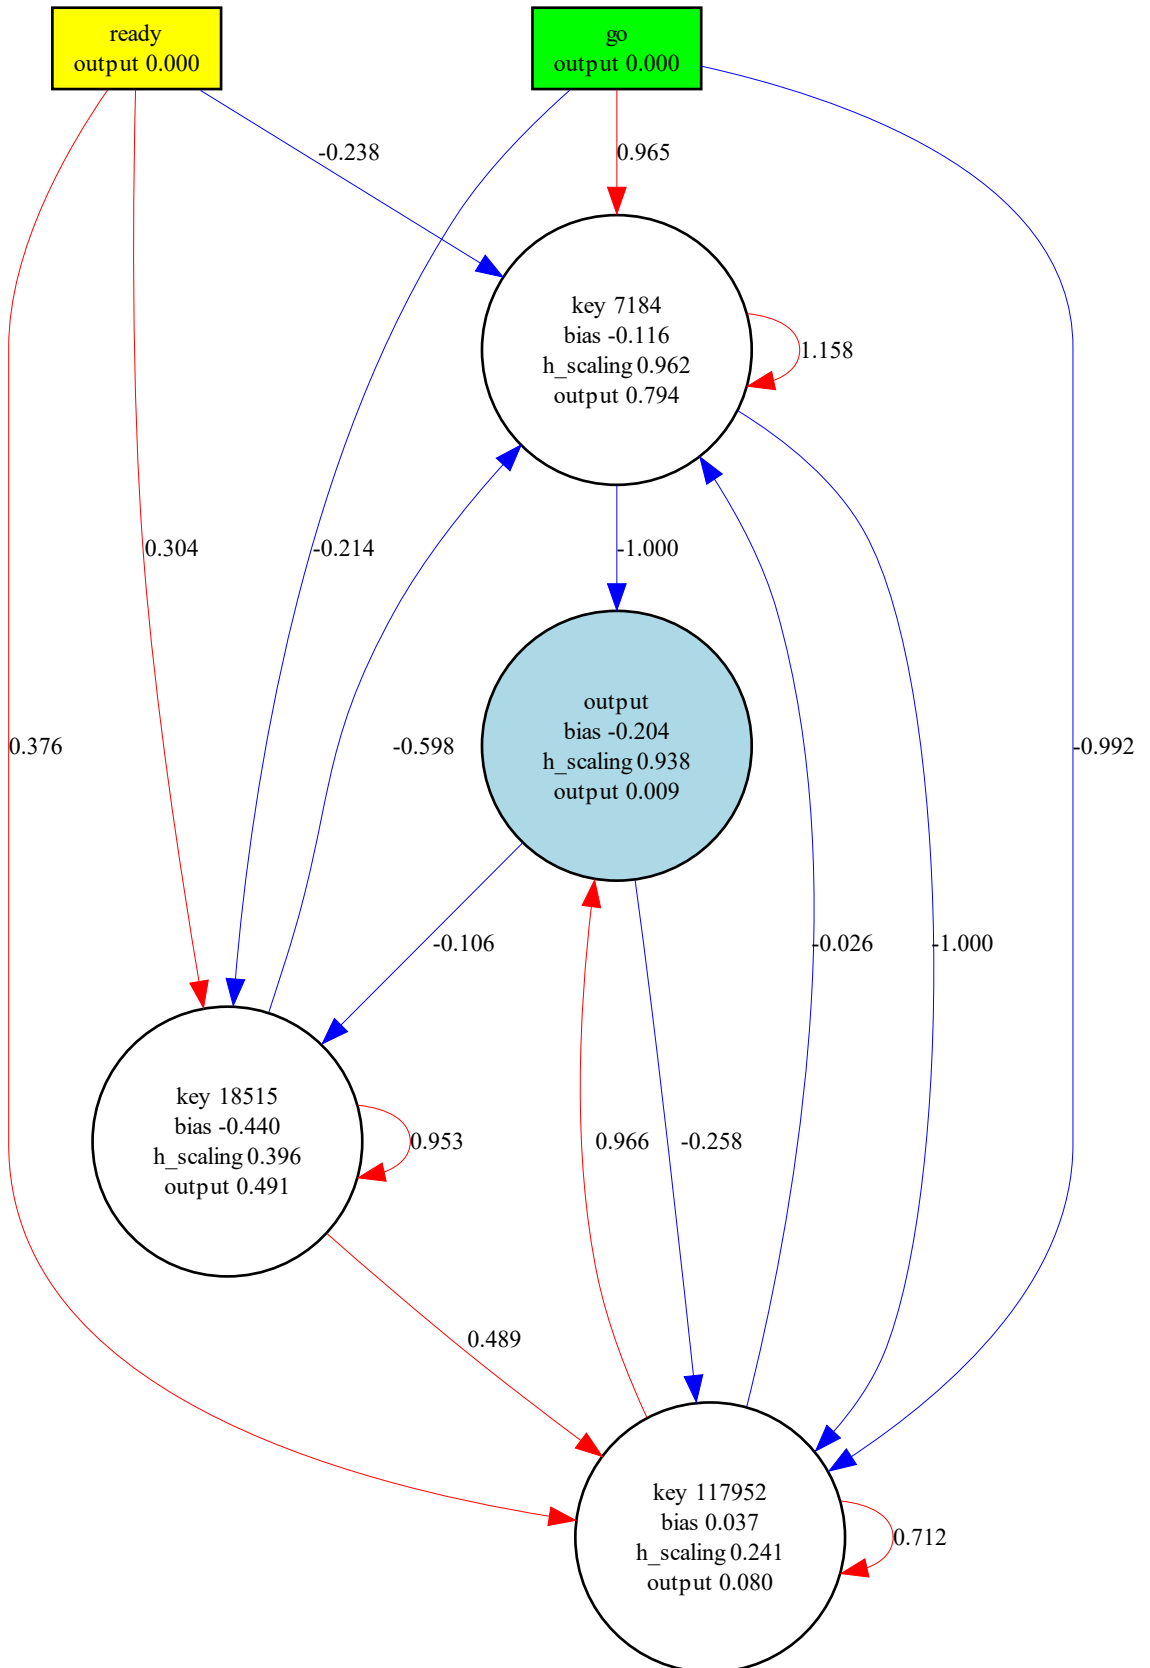 ready
output 0.000
go
output 0.000
-0.238
0.965
key 7184
bias -0.116
h_scaling 0.962
output 0.794
1.158
0.304
-0.214
-1.000
output
bias -0.204
h_scaling 0.938
output 0.009
0.376
-0.598
-0.992
-0.106
-0.026
-1.000
key 18515
bias -0.440
h_scaling 0.396
output 0.491
0.953
0.966
-0.258
0.489
key 117952
bias 0.037
h_scaling 0.241
output 0.080
0.712